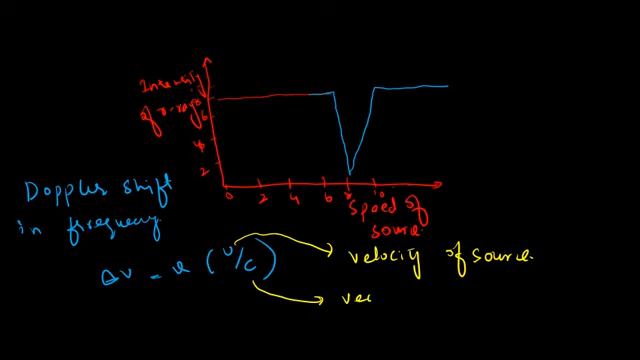 Intensity
of γ-rays
6
4
2
0 2 4 6 8 10
Speed of
source
Doppler shift
in frequency
Δν = ν (v/c)
velocity of source.
vec